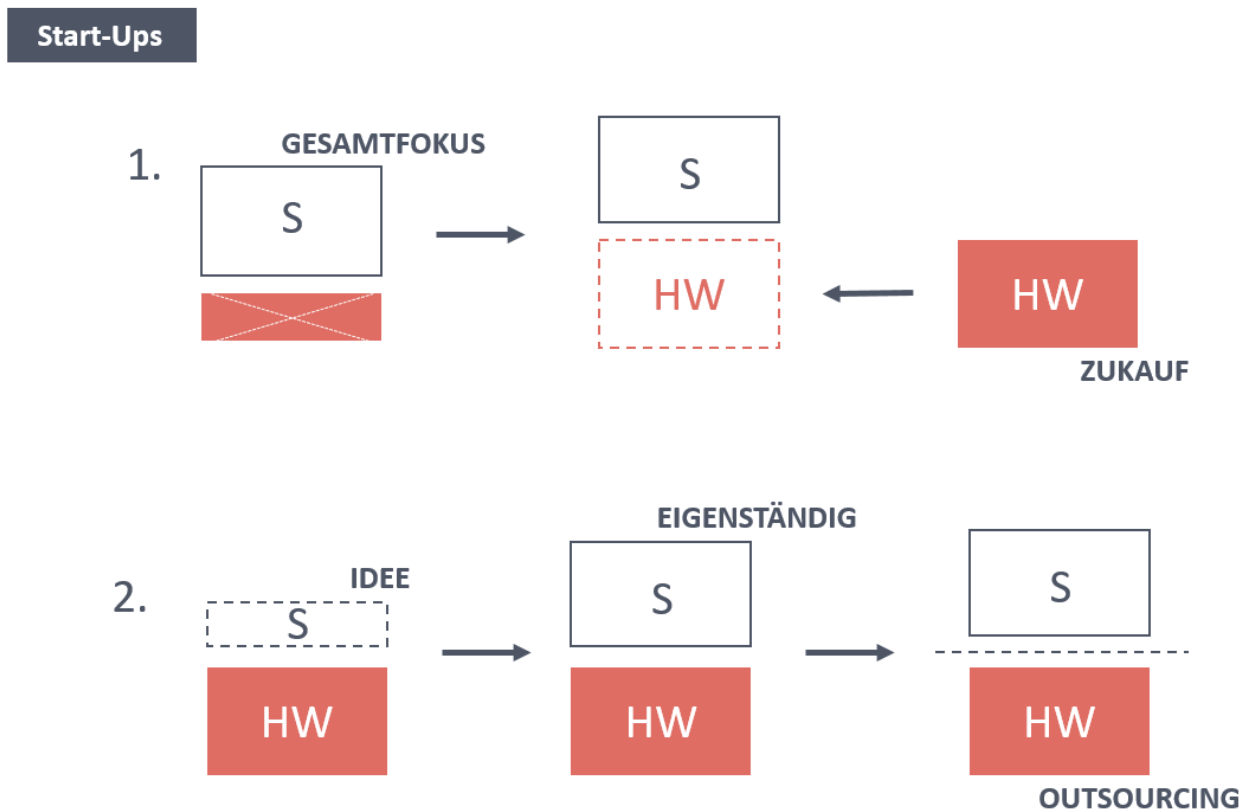 Start-Ups
1.
GESAMTFOKUS
S
S
HW
HW
ZUKAUF
2.
IDEE
S
HW
EIGENSTÄNDIG
S
HW
S
HW
OUTSOURCING